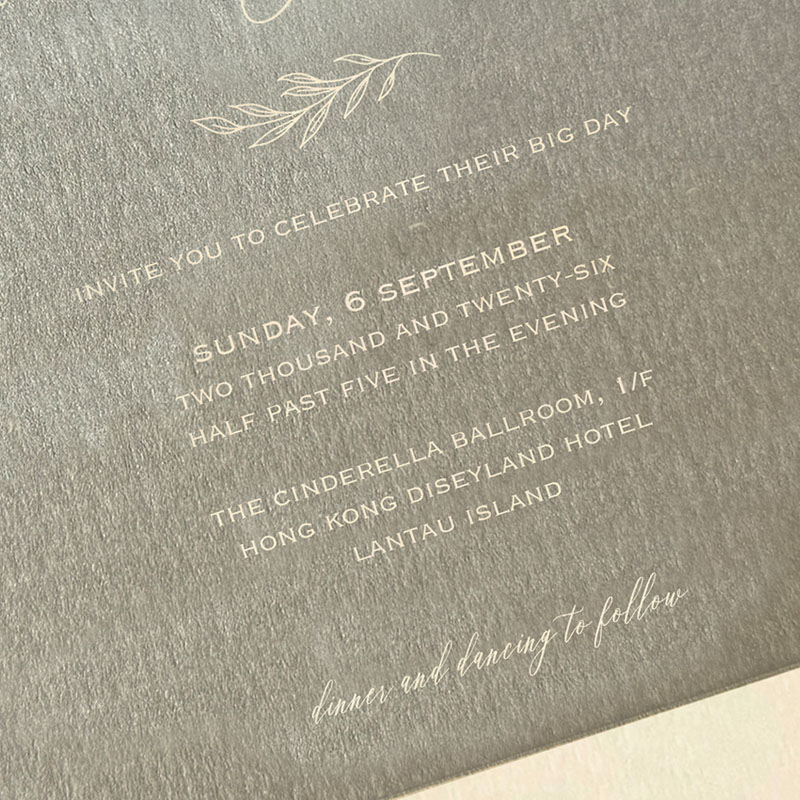 INVITE YOU TO CELEBRATE THEIR BIG DAY
SUNDAY, 6 SEPTEMBER
TWO THOUSAND AND TWENTY-SIX
HALF PAST FIVE IN THE EVENING
THE CINDERELLA BALLROOM, 1/F
HONG KONG DISEYLAND HOTEL
LANTAU ISLAND
dinner and dancing to follow